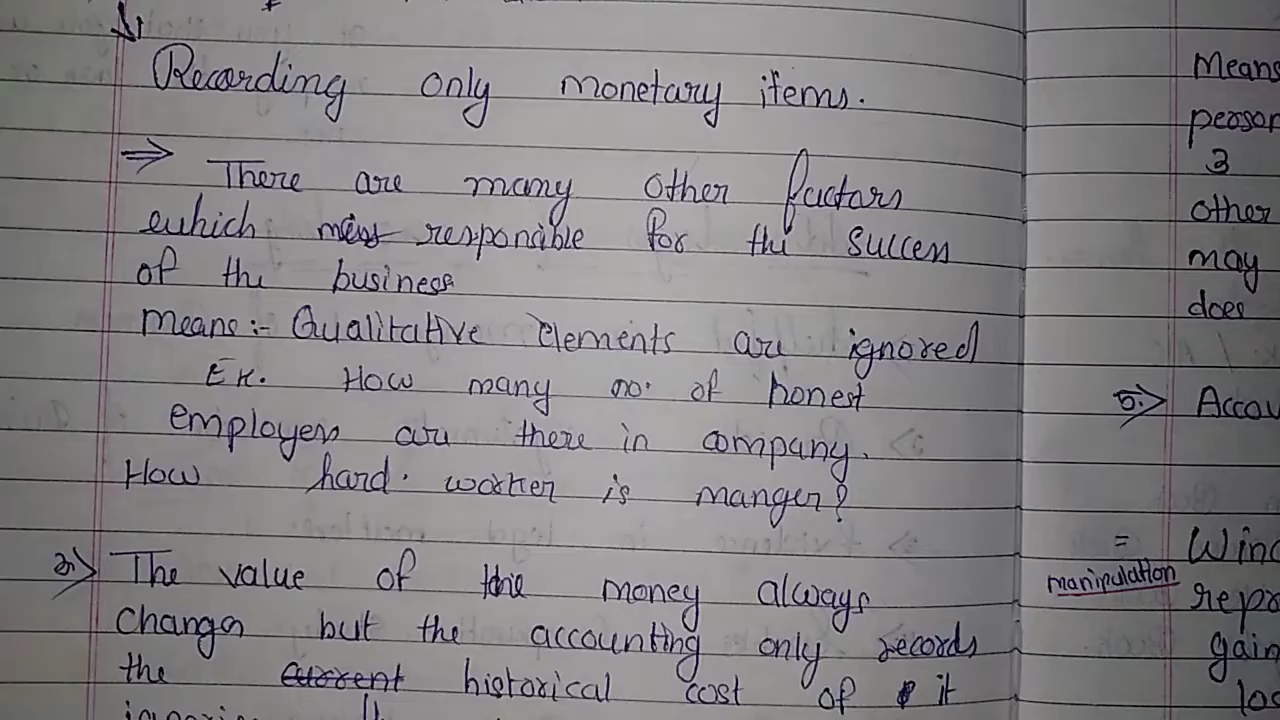 Recording only monetary items.
⇒ There are many other factors
which responsible for the success
of the business
means:- Qualitative Elements are ignored
Ex. How many no. of honest
employees are there in company.
How hard. worker is manger?
2> The value of the money always
changes but the accounting only records
the current historical cost of it
Means
person
3
other
may
does
5:> Accou
=
manipulation
Winc
repr
gain
los